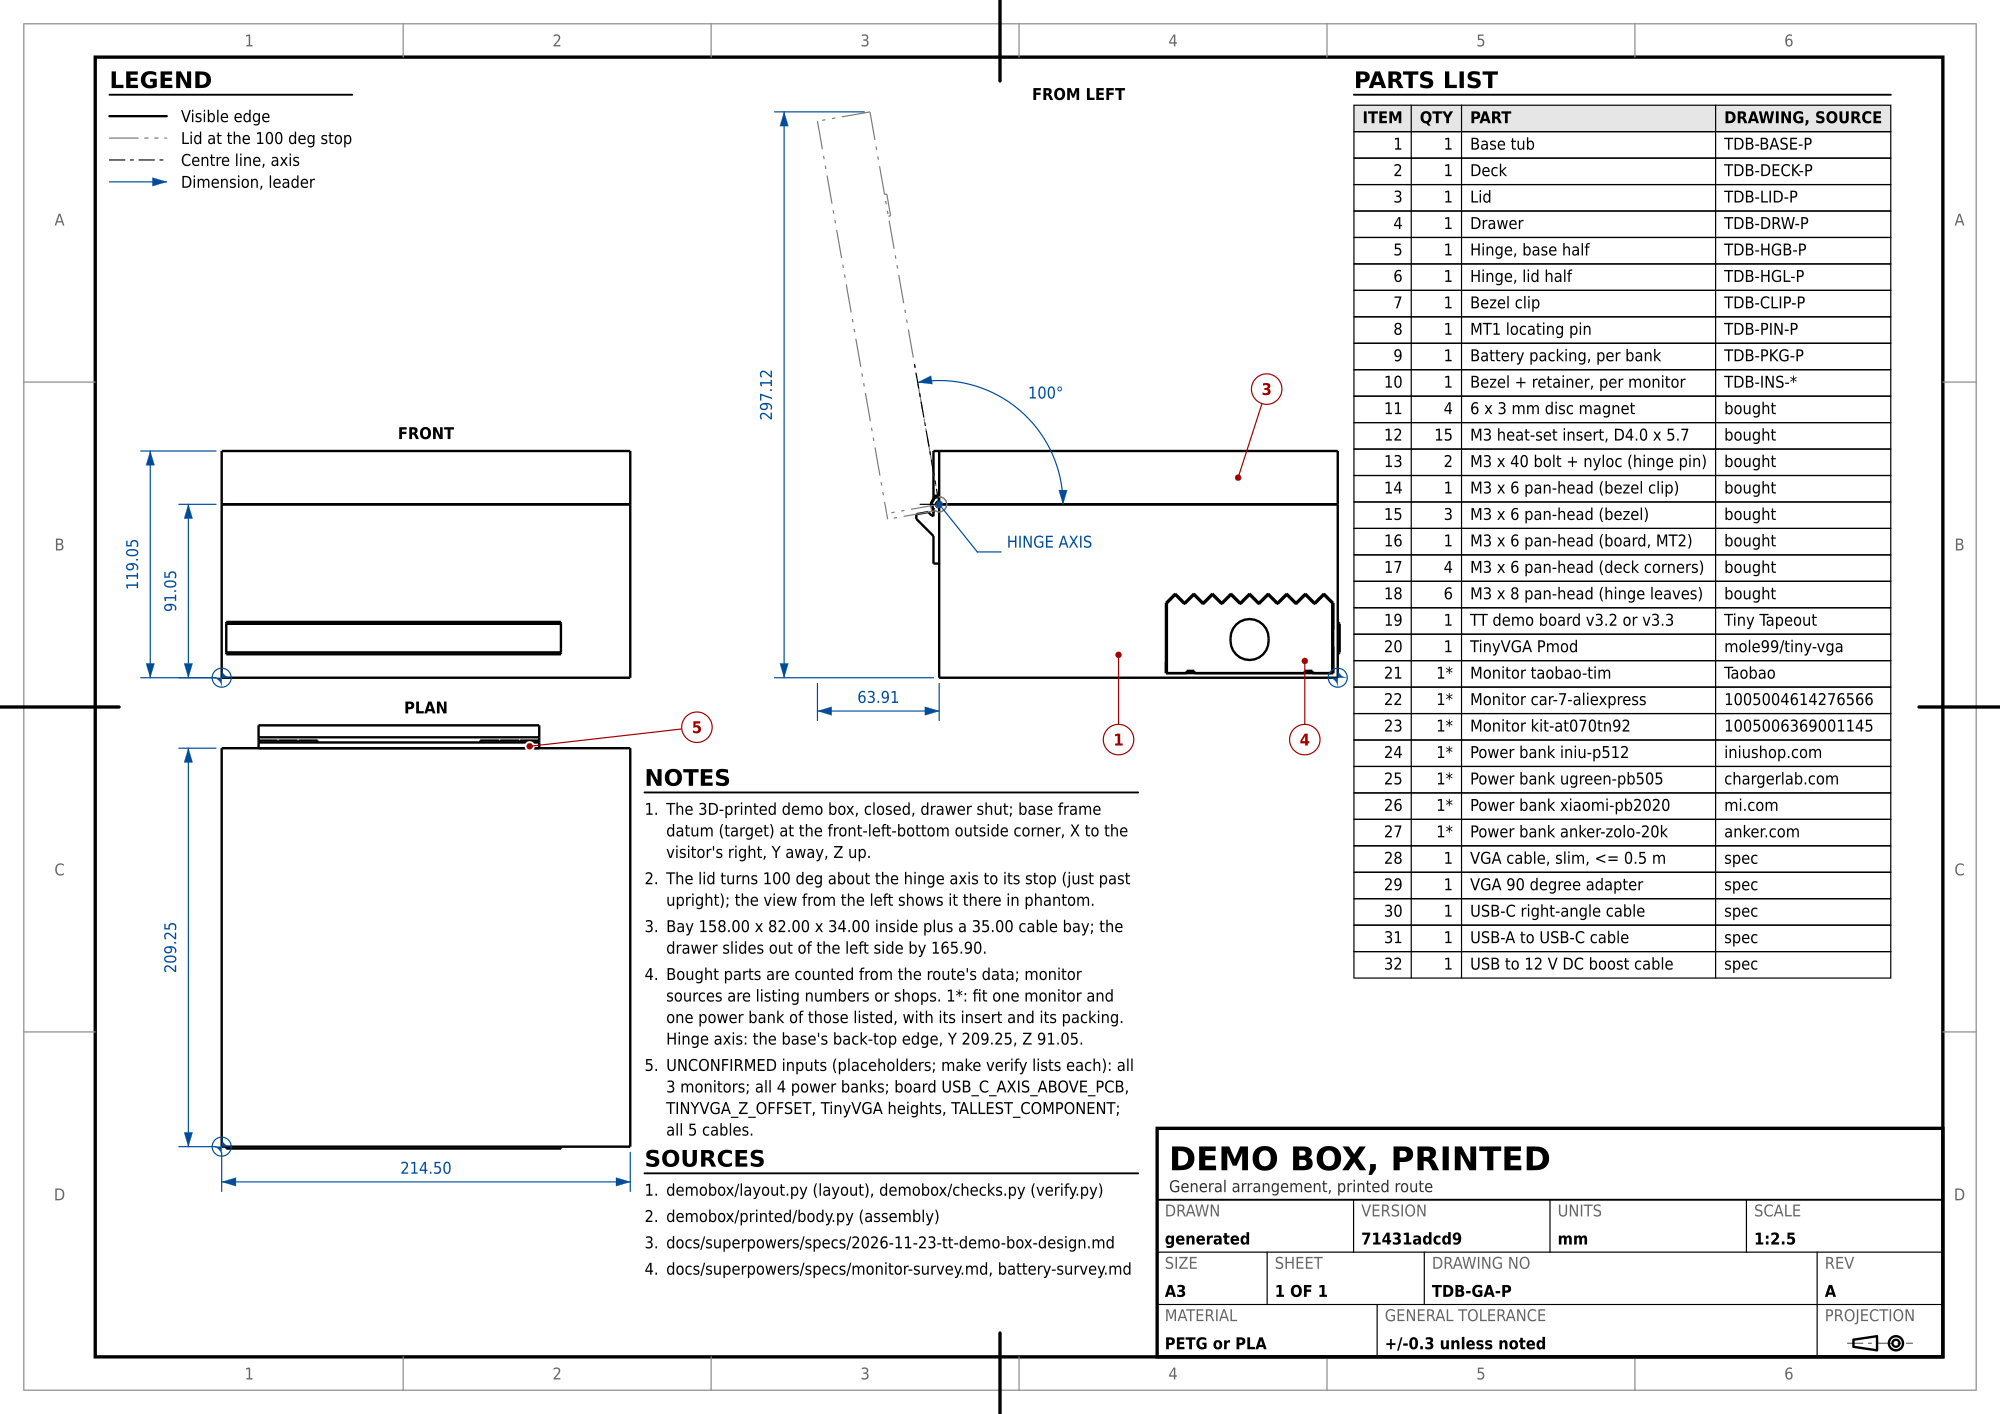 1 2 3 4 5 6
LEGEND
Visible edge
Lid at the 100 deg stop
Centre line, axis
Dimension, leader
FROM LEFT
297.12
100°
3
HINGE AXIS
63.91
1
4
FRONT
119.05
91.05
PLAN
5
209.25
214.50
A
B
C
D
A
B
C
D
PARTS LIST
ITEM QTY PART DRAWING, SOURCE
1 1 Base tub TDB-BASE-P
2 1 Deck TDB-DECK-P
3 1 Lid TDB-LID-P
4 1 Drawer TDB-DRW-P
5 1 Hinge, base half TDB-HGB-P
6 1 Hinge, lid half TDB-HGL-P
7 1 Bezel clip TDB-CLIP-P
8 1 MT1 locating pin TDB-PIN-P
9 1 Battery packing, per bank TDB-PKG-P
10 1 Bezel + retainer, per monitor TDB-INS-*
11 4 6 x 3 mm disc magnet bought
12 15 M3 heat-set insert, D4.0 x 5.7 bought
13 2 M3 x 40 bolt + nyloc (hinge pin) bought
14 1 M3 x 6 pan-head (bezel clip) bought
15 3 M3 x 6 pan-head (bezel) bought
16 1 M3 x 6 pan-head (board, MT2) bought
17 4 M3 x 6 pan-head (deck corners) bought
18 6 M3 x 8 pan-head (hinge leaves) bought
19 1 TT demo board v3.2 or v3.3 Tiny Tapeout
20 1 TinyVGA Pmod mole99/tiny-vga
21 1* Monitor taobao-tim Taobao
22 1* Monitor car-7-aliexpress 1005004614276566
23 1* Monitor kit-at070tn92 1005006369001145
24 1* Power bank iniu-p512 iniushop.com
25 1* Power bank ugreen-pb505 chargerlab.com
26 1* Power bank xiaomi-pb2020 mi.com
27 1* Power bank anker-zolo-20k anker.com
28 1 VGA cable, slim, <= 0.5 m spec
29 1 VGA 90 degree adapter spec
30 1 USB-C right-angle cable spec
31 1 USB-A to USB-C cable spec
32 1 USB to 12 V DC boost cable spec
NOTES
1. The 3D-printed demo box, closed, drawer shut; base frame
datum (target) at the front-left-bottom outside corner, X to the
visitor's right, Y away, Z up.
2. The lid turns 100 deg about the hinge axis to its stop (just past
upright); the view from the left shows it there in phantom.
3. Bay 158.00 x 82.00 x 34.00 inside plus a 35.00 cable bay; the
drawer slides out of the left side by 165.90.
4. Bought parts are counted from the route's data; monitor
sources are listing numbers or shops. 1*: fit one monitor and
one power bank of those listed, with its insert and its packing.
Hinge axis: the base's back-top edge, Y 209.25, Z 91.05.
5. UNCONFIRMED inputs (placeholders; make verify lists each): all
3 monitors; all 4 power banks; board USB_C_AXIS_ABOVE_PCB,
TINYVGA_Z_OFFSET, TinyVGA heights, TALLEST_COMPONENT;
all 5 cables.
SOURCES
1. demobox/layout.py (layout), demobox/checks.py (verify.py)
2. demobox/printed/body.py (assembly)
3. docs/superpowers/specs/2026-11-23-tt-demo-box-design.md
4. docs/superpowers/specs/monitor-survey.md, battery-survey.md
DEMO BOX, PRINTED
General arrangement, printed route
DRAWN VERSION UNITS SCALE
generated 71431adcd9 mm 1:2.5
SIZE SHEET DRAWING NO REV
A3 1 OF 1 TDB-GA-P A
MATERIAL GENERAL TOLERANCE PROJECTION
PETG or PLA +/-0.3 unless noted
1 2 3 4 5 6